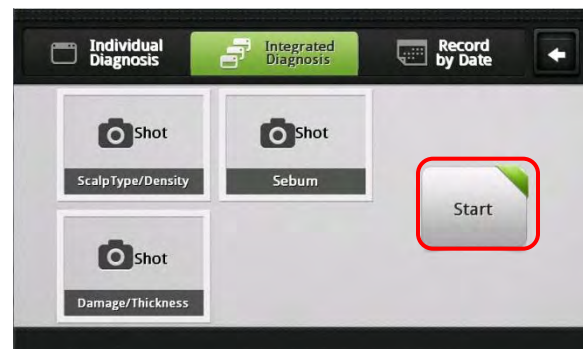 Individual
Diagnosis
Integrated
Diagnosis
Record
by Date
Shot
ScalpType/Density
Shot
Sebum
Start
Shot
Damage/Thickness